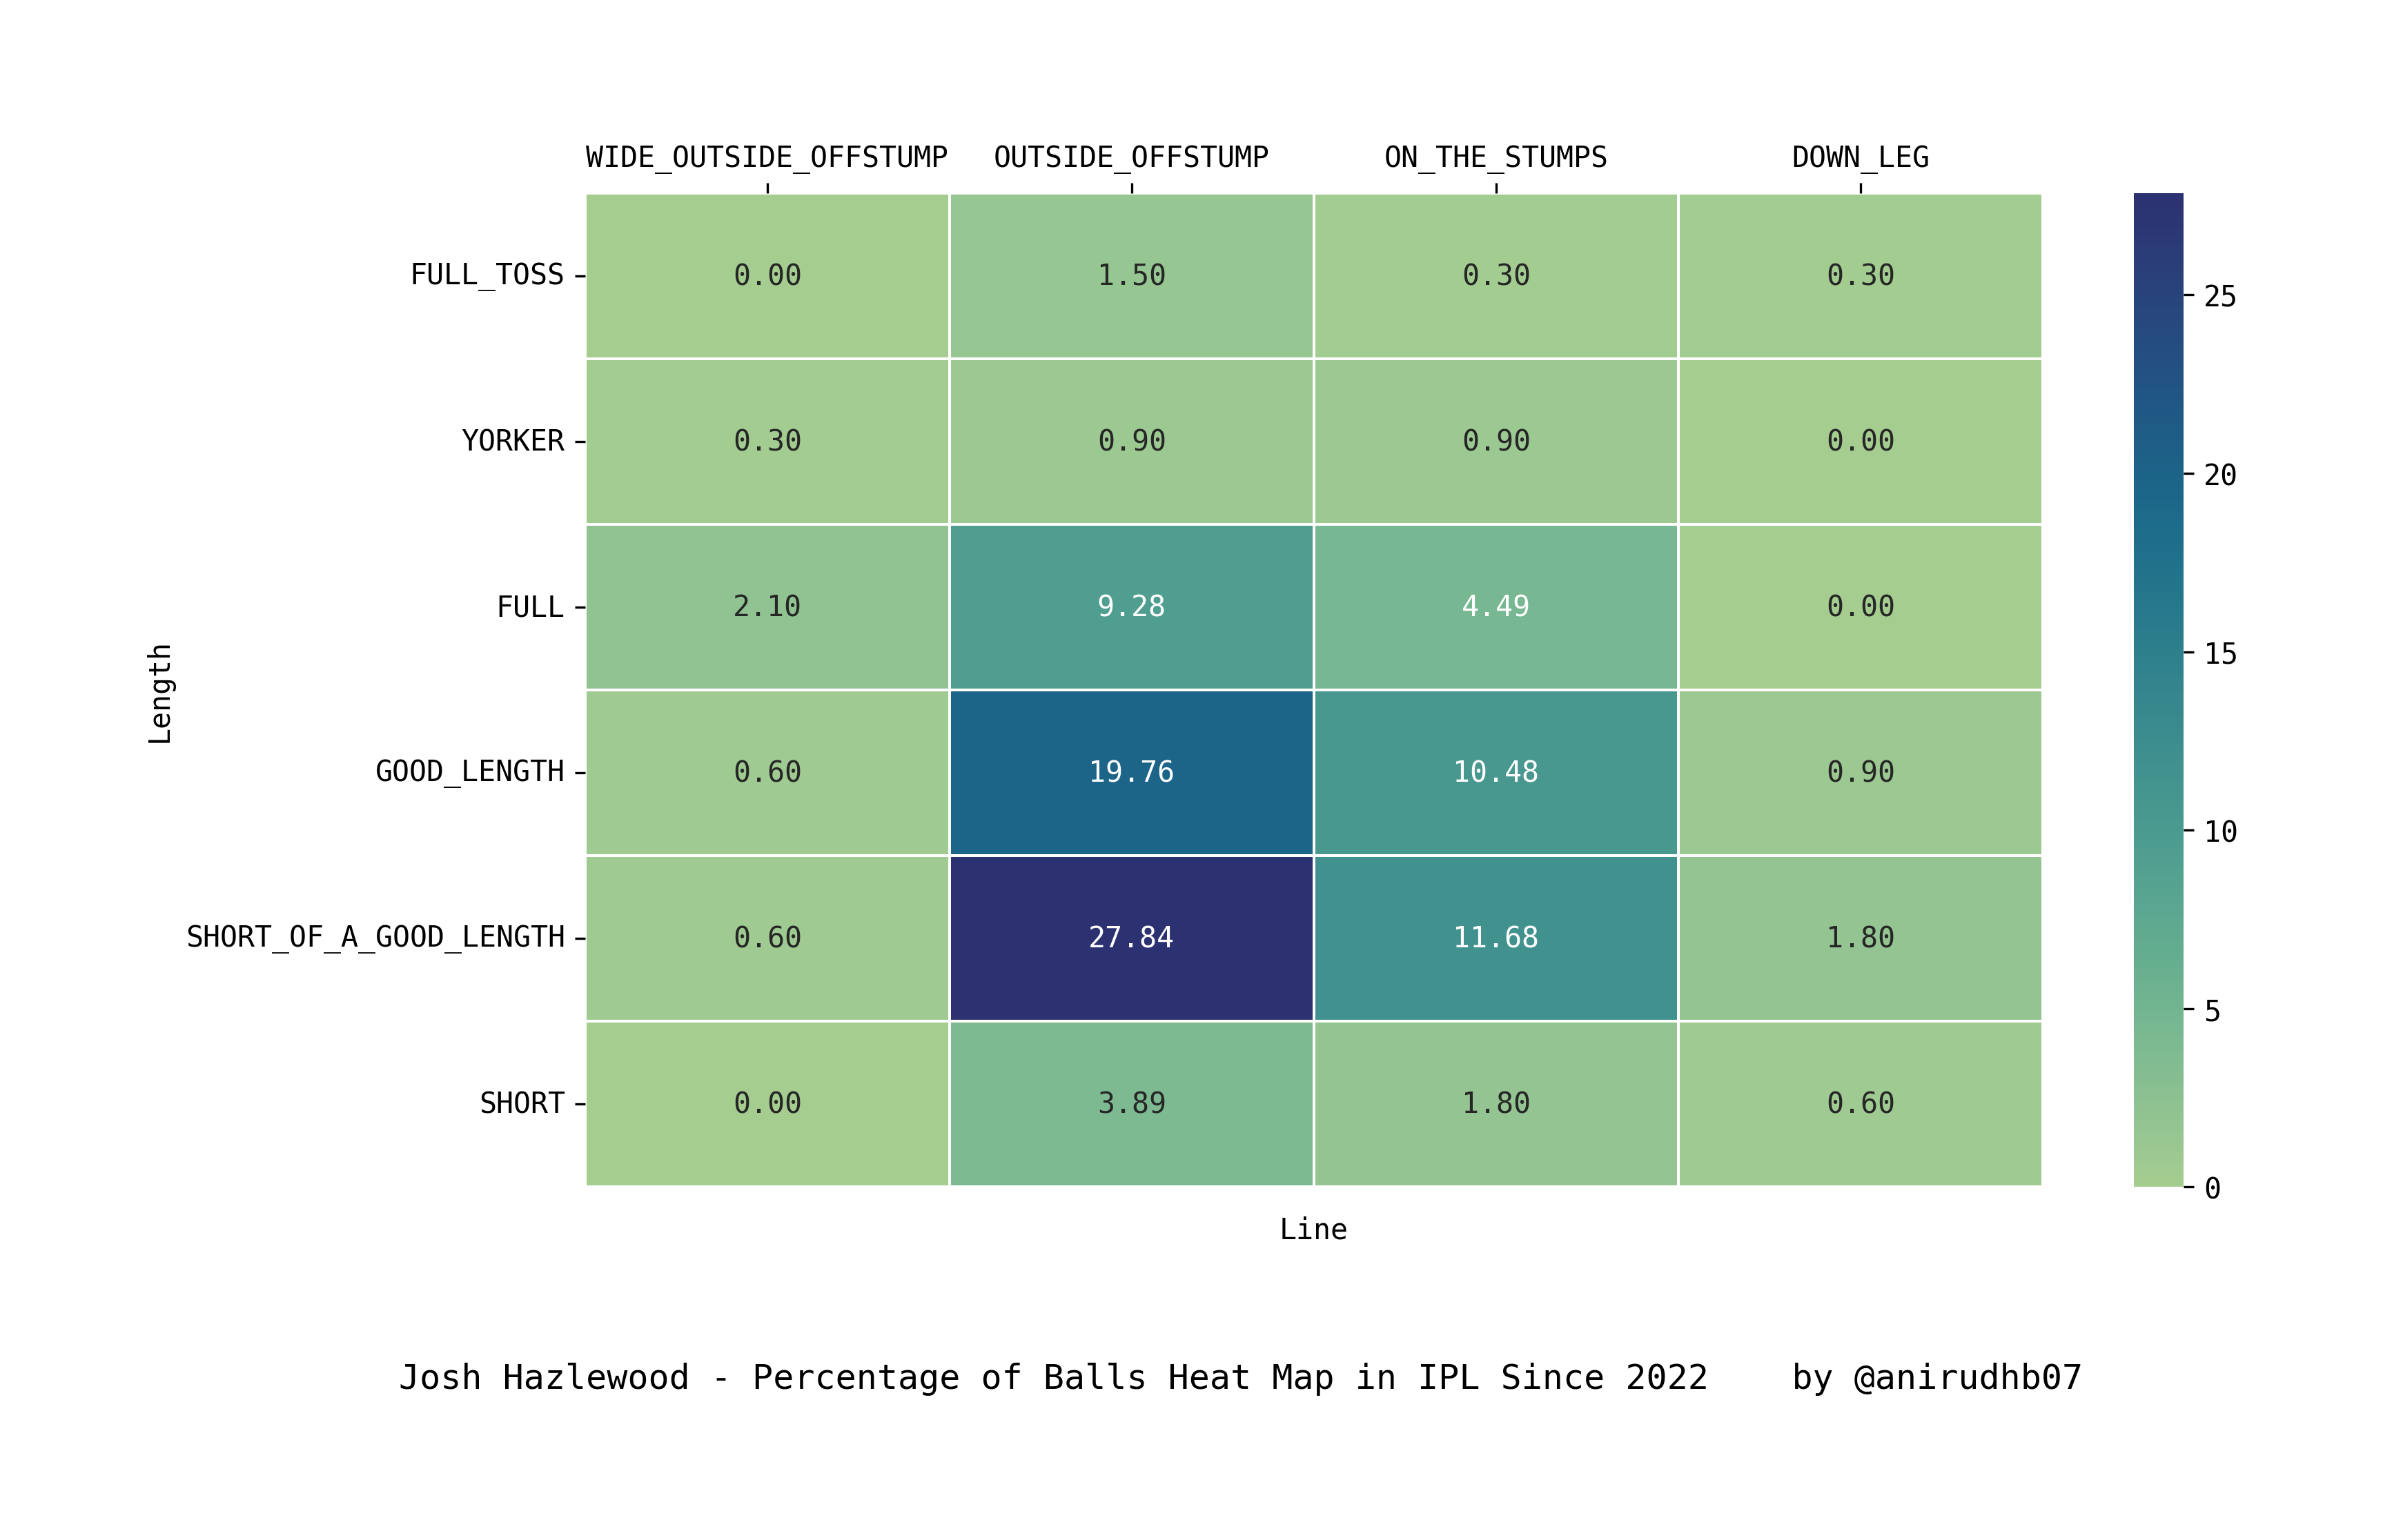 WIDE_OUTSIDE_OFFSTUMP OUTSIDE_OFFSTUMP ON_THE_STUMPS DOWN_LEG
FULL_TOSS 0.00 1.50 0.30 0.30
25
YORKER 0.30 0.90 0.90 0.00
20
FULL 2.10 9.28 4.49 0.00
15
Length
GOOD_LENGTH 0.60 19.76 10.48 0.90
10
SHORT_OF_A_GOOD_LENGTH 0.60 27.84 11.68 1.80
5
SHORT 0.00 3.89 1.80 0.60
0
Line
Josh Hazlewood - Percentage of Balls Heat Map in IPL Since 2022 by @anirudhb07